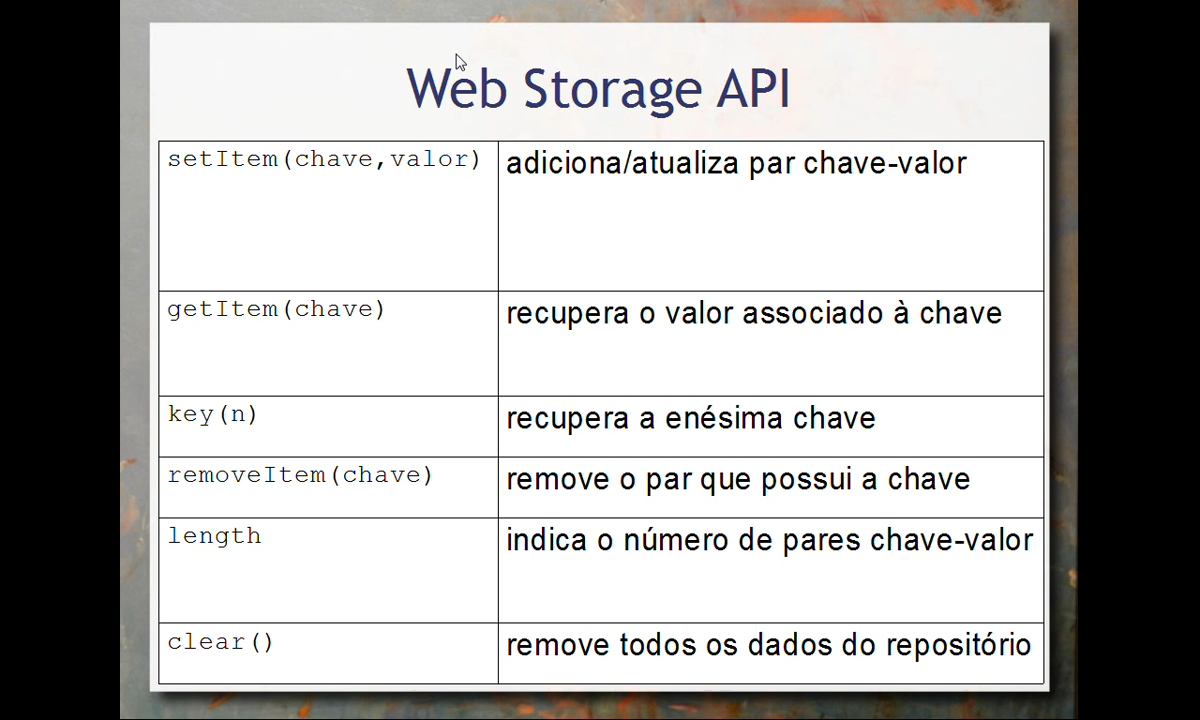 Web Storage API
setItem(chave,valor) adiciona/atualiza par chave-valor
getItem(chave) recupera o valor associado à chave
key(n) recupera a enésima chave
removeItem(chave) remove o par que possui a chave
length indica o número de pares chave-valor
clear() remove todos os dados do repositório